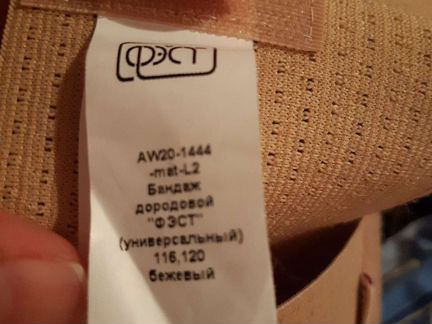 ФЭСТ
AW20-1444
-mat-L2
Бандаж
дородовой
"ФЭСТ"
(универсальный)
116,120
бежевый